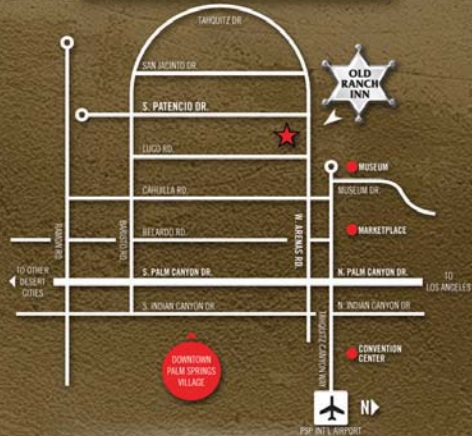 TAHQUITZ DR
SAN JACINTO DR.
OLD
RANCH
INN
S. PATENCIO DR.
LUGO RD.
MUSEUM
CAHUILLA RD.
MUSEUM DR.
RAMON RD
BARISTO RD
BELARDO RD.
W. ARENAS RD.
MARKETPLACE
TO OTHER
DESERT
CITIES
S. PALM CANYON DR.
N. PALM CANYON DR.
TO
LOS ANGELES
S. INDIAN CANYON DR.
N. INDIAN CANYON DR
TAHQUITZ CANYON WAY
DOWNTOWN
PALM SPRINGS
VILLAGE
CONVENTION
CENTER
N
PSP INT'L AIRPORT